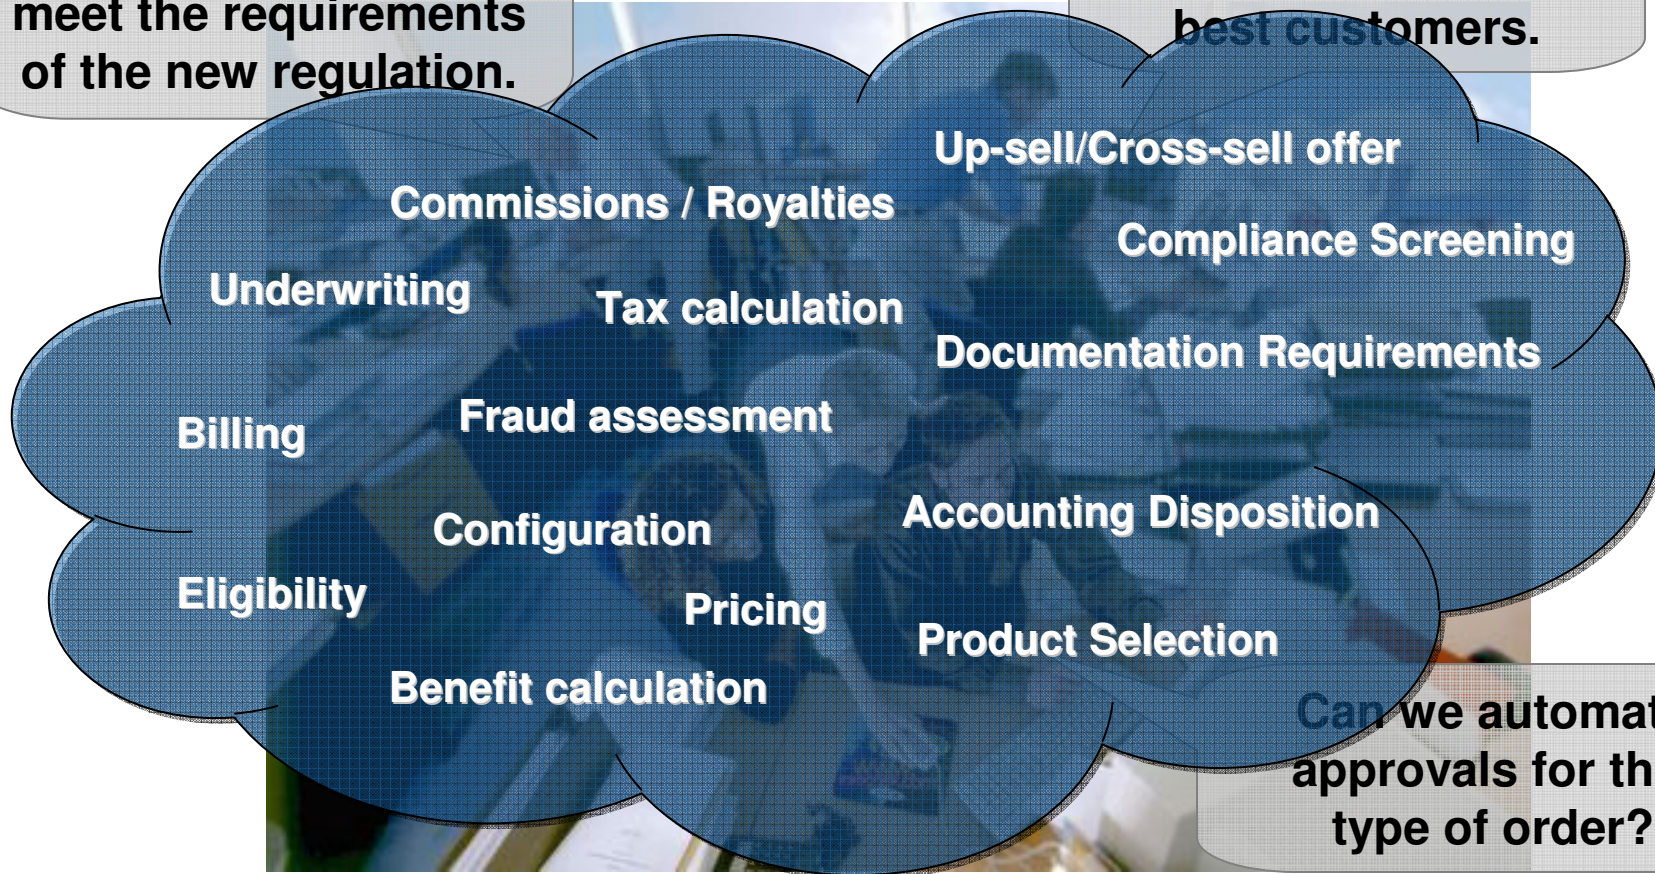 meet the requirements
of the new regulation.
best customers.
Up-sell/Cross-sell offer
Commissions / Royalties
Compliance Screening
Underwriting
Tax calculation
Documentation Requirements
Fraud assessment
Billing
Accounting Disposition
Configuration
Eligibility
Pricing
Product Selection
Benefit calculation
Can we automat
approvals for th
type of order?